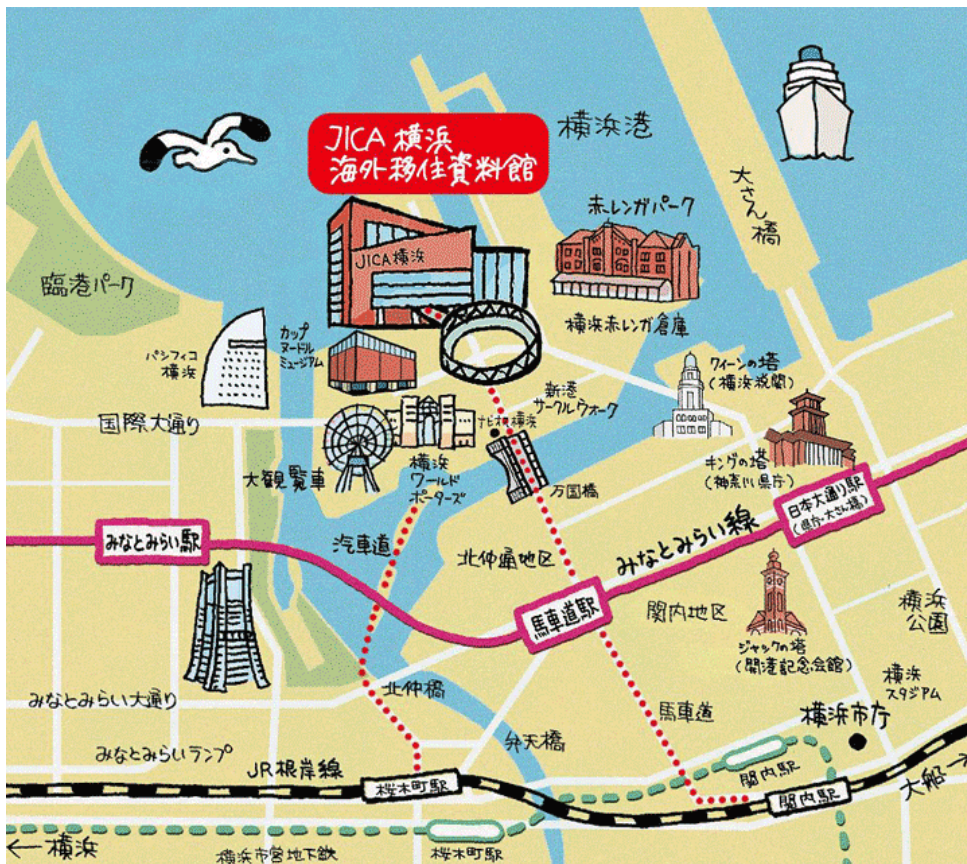 横浜港
JICA 横浜
海外移住資料館
大さん橋
赤レンガパーク
JICA横浜
臨港パーク
横浜赤レンガ倉庫
カップ
ヌードル
ミュージアム
パシフィコ
横浜
クイーンの塔
(横浜税関)
新港
サークルウォーク
国際大通り
ナビオス横浜
キングの塔
(神奈川県庁)
大観覧車
横浜
ワールド
ポーターズ
万国橋
日本大通り駅
(県庁・大さん橋)
みなとみらい線
みなとみらい駅
汽車道
北仲通地区
馬車道駅
関内地区
横浜
公園
ジャックの塔
(開港記念会館)
横浜
スタジアム
北仲橋
みなとみらい大通り
馬車道
横浜市庁
弁天橋
みなとみらいランプ
JR根岸線
関内駅
桜木町駅
関内駅
大船→
←横浜
横浜市営地下鉄
桜木町駅